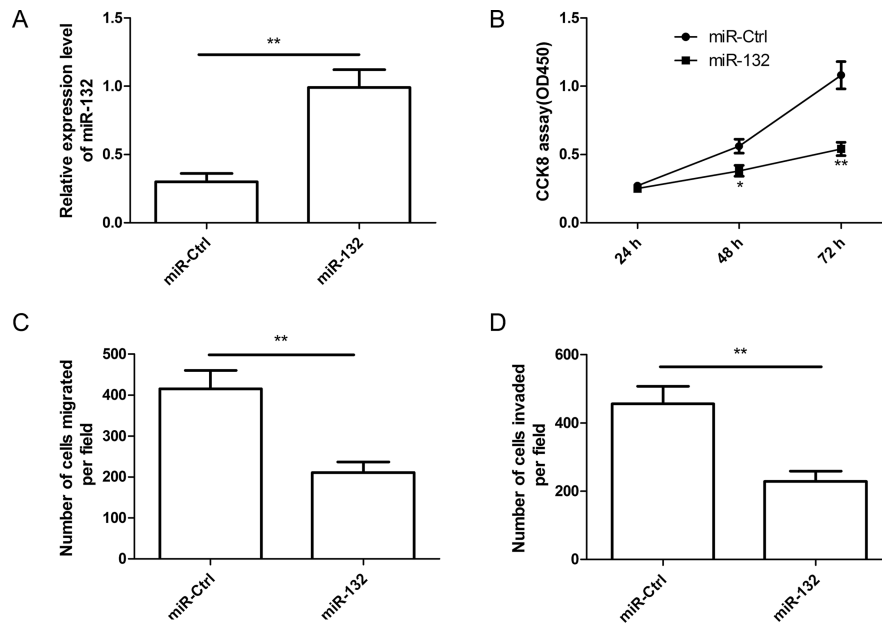 A
Relative expression level
of miR-132
1.5
1.0
0.5
0.0
**
miR-Ctrl
miR-132
B
CCK8 assay(OD450)
1.5
1.0
0.5
0.0
miR-Ctrl
miR-132
*
**
24 h
48 h
72 h
C
Number of cells migrated
per field
500
400
300
200
100
0
**
miR-Ctrl
miR-132
D
Number of cells invaded
per field
600
400
200
0
**
miR-Ctrl
miR-132